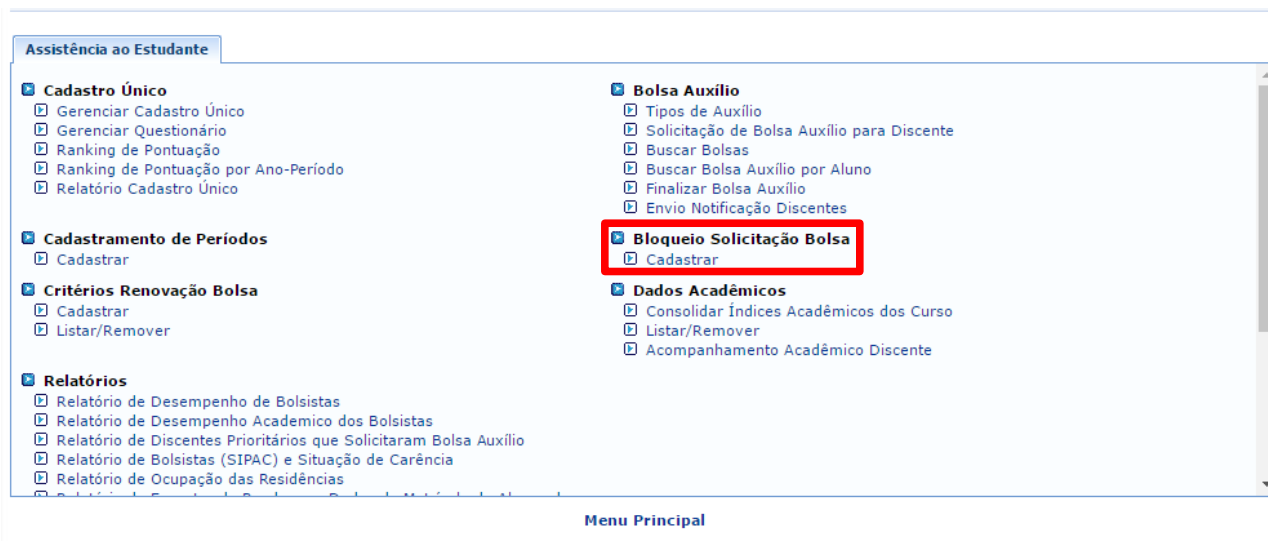 Assistência ao Estudante
Cadastro Único
Gerenciar Cadastro Único
Gerenciar Questionário
Ranking de Pontuação
Ranking de Pontuação por Ano-Período
Relatório Cadastro Único
Bolsa Auxílio
Tipos de Auxílio
Solicitação de Bolsa Auxílio para Discente
Buscar Bolsas
Buscar Bolsa Auxílio por Aluno
Finalizar Bolsa Auxílio
Envio Notificação Discentes
Cadastramento de Períodos
Cadastrar
Bloqueio Solicitação Bolsa
Cadastrar
Critérios Renovação Bolsa
Cadastrar
Listar/Remover
Dados Acadêmicos
Consolidar Índices Acadêmicos dos Curso
Listar/Remover
Acompanhamento Acadêmico Discente
Relatórios
Relatório de Desempenho de Bolsistas
Relatório de Desempenho Academico dos Bolsistas
Relatório de Discentes Prioritários que Solicitaram Bolsa Auxílio
Relatório de Bolsistas (SIPAC) e Situação de Carência
Relatório de Ocupação das Residências
Menu Principal